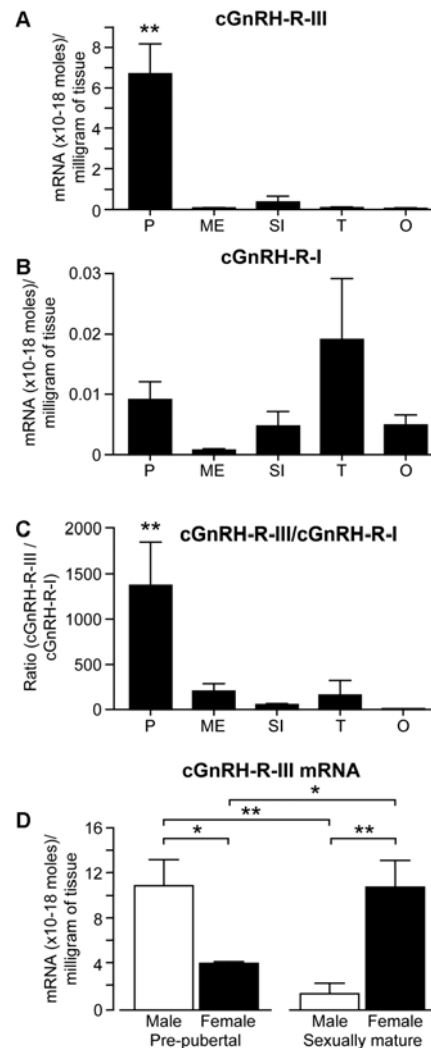 A
cGnRH-R-III
mRNA (x10-18 moles)/
milligram of tissue
8
6
4
2
0
**
P ME SI T O
B
cGnRH-R-I
mRNA (x10-18 moles)/
milligram of tissue
0.03
0.02
0.01
0
P ME SI T O
C
cGnRH-R-III/cGnRH-R-I
Ratio (cGnRH-R-III /
cGnRH-R-I)
2000
1500
1000
500
0
**
P ME SI T O
D
cGnRH-R-III mRNA
mRNA (x10-18 moles)/
milligram of tissue
16
12
8
4
0
*
**
* **
Male Female Male Female
Pre-pubertal Sexually mature